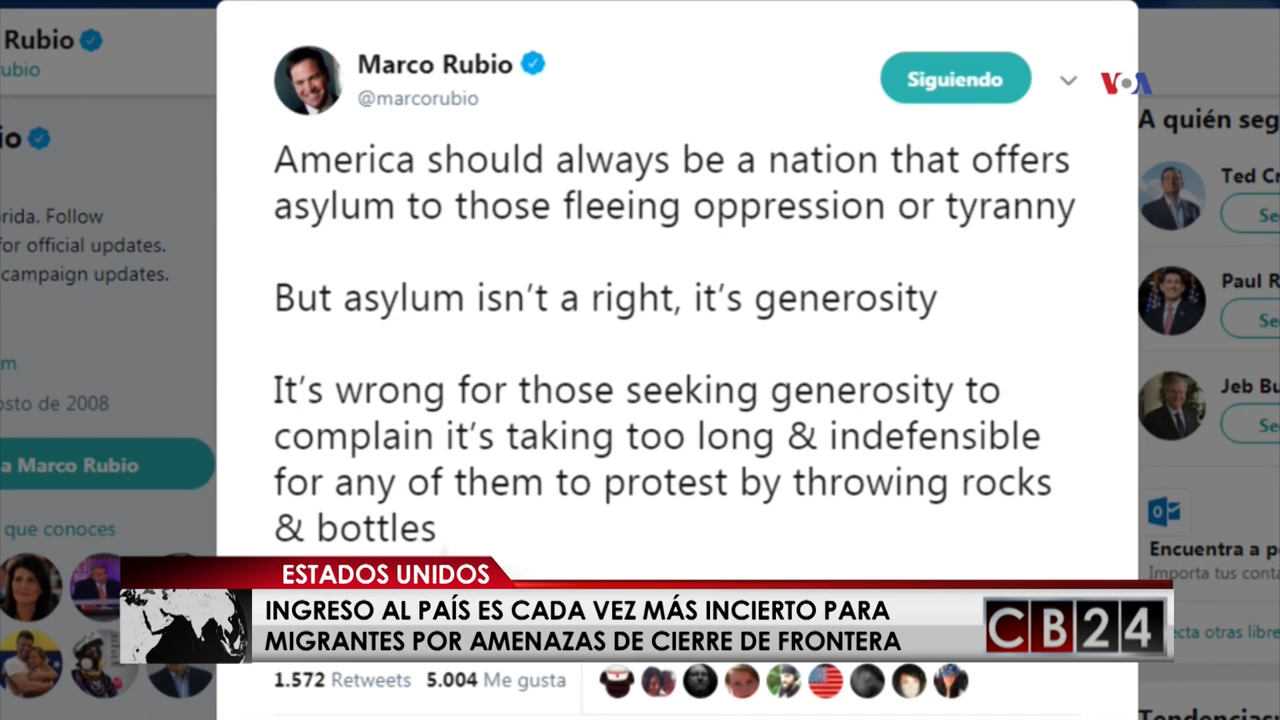 Rubio
ubio
io
rida. Follow
for official updates.
campaign updates.
m
osto de 2008
a Marco Rubio
que conoces
Marco Rubio
@marcorubio
Siguiendo
VOA
America should always be a nation that offers
asylum to those fleeing oppression or tyranny
But asylum isn't a right, it's generosity
It's wrong for those seeking generosity to
complain it's taking too long & indefensible
for any of them to protest by throwing rocks
& bottles
A quién seg
Ted Cr
Se
Paul R
Se
Jeb Bu
Se
Encuentra a p
Importa tus conta
ecta otras libre
Tendencias
ESTADOS UNIDOS
INGRESO AL PAÍS ES CADA VEZ MÁS INCIERTO PARA
MIGRANTES POR AMENAZAS DE CIERRE DE FRONTERA
CB24
1.572 Retweets 5.004 Me gusta